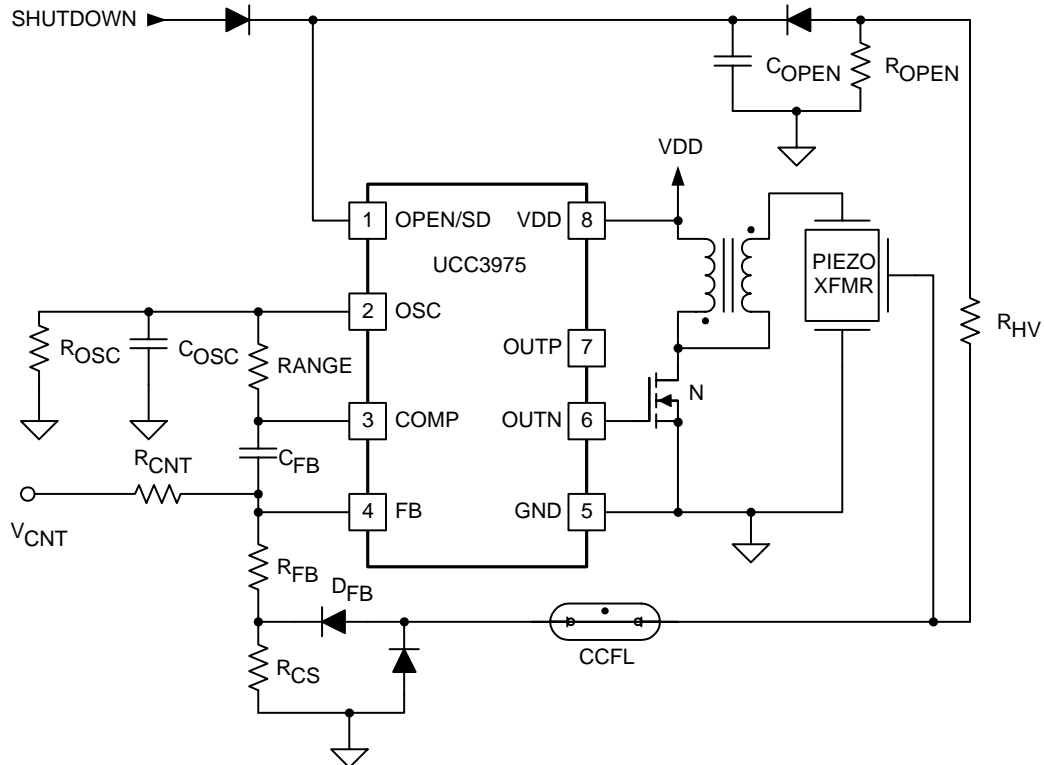 SHUTDOWN
COPEN
ROPEN
VDD
1 OPEN/SD VDD 8
UCC3975
PIEZO
XFMR
2 OSC
RHV
ROSC
COSC
RANGE
OUTP 7
N
3 COMP OUTN 6
RCNT
CFB
4 FB GND 5
VCNT
RFB
DFB
CCFL
RCS